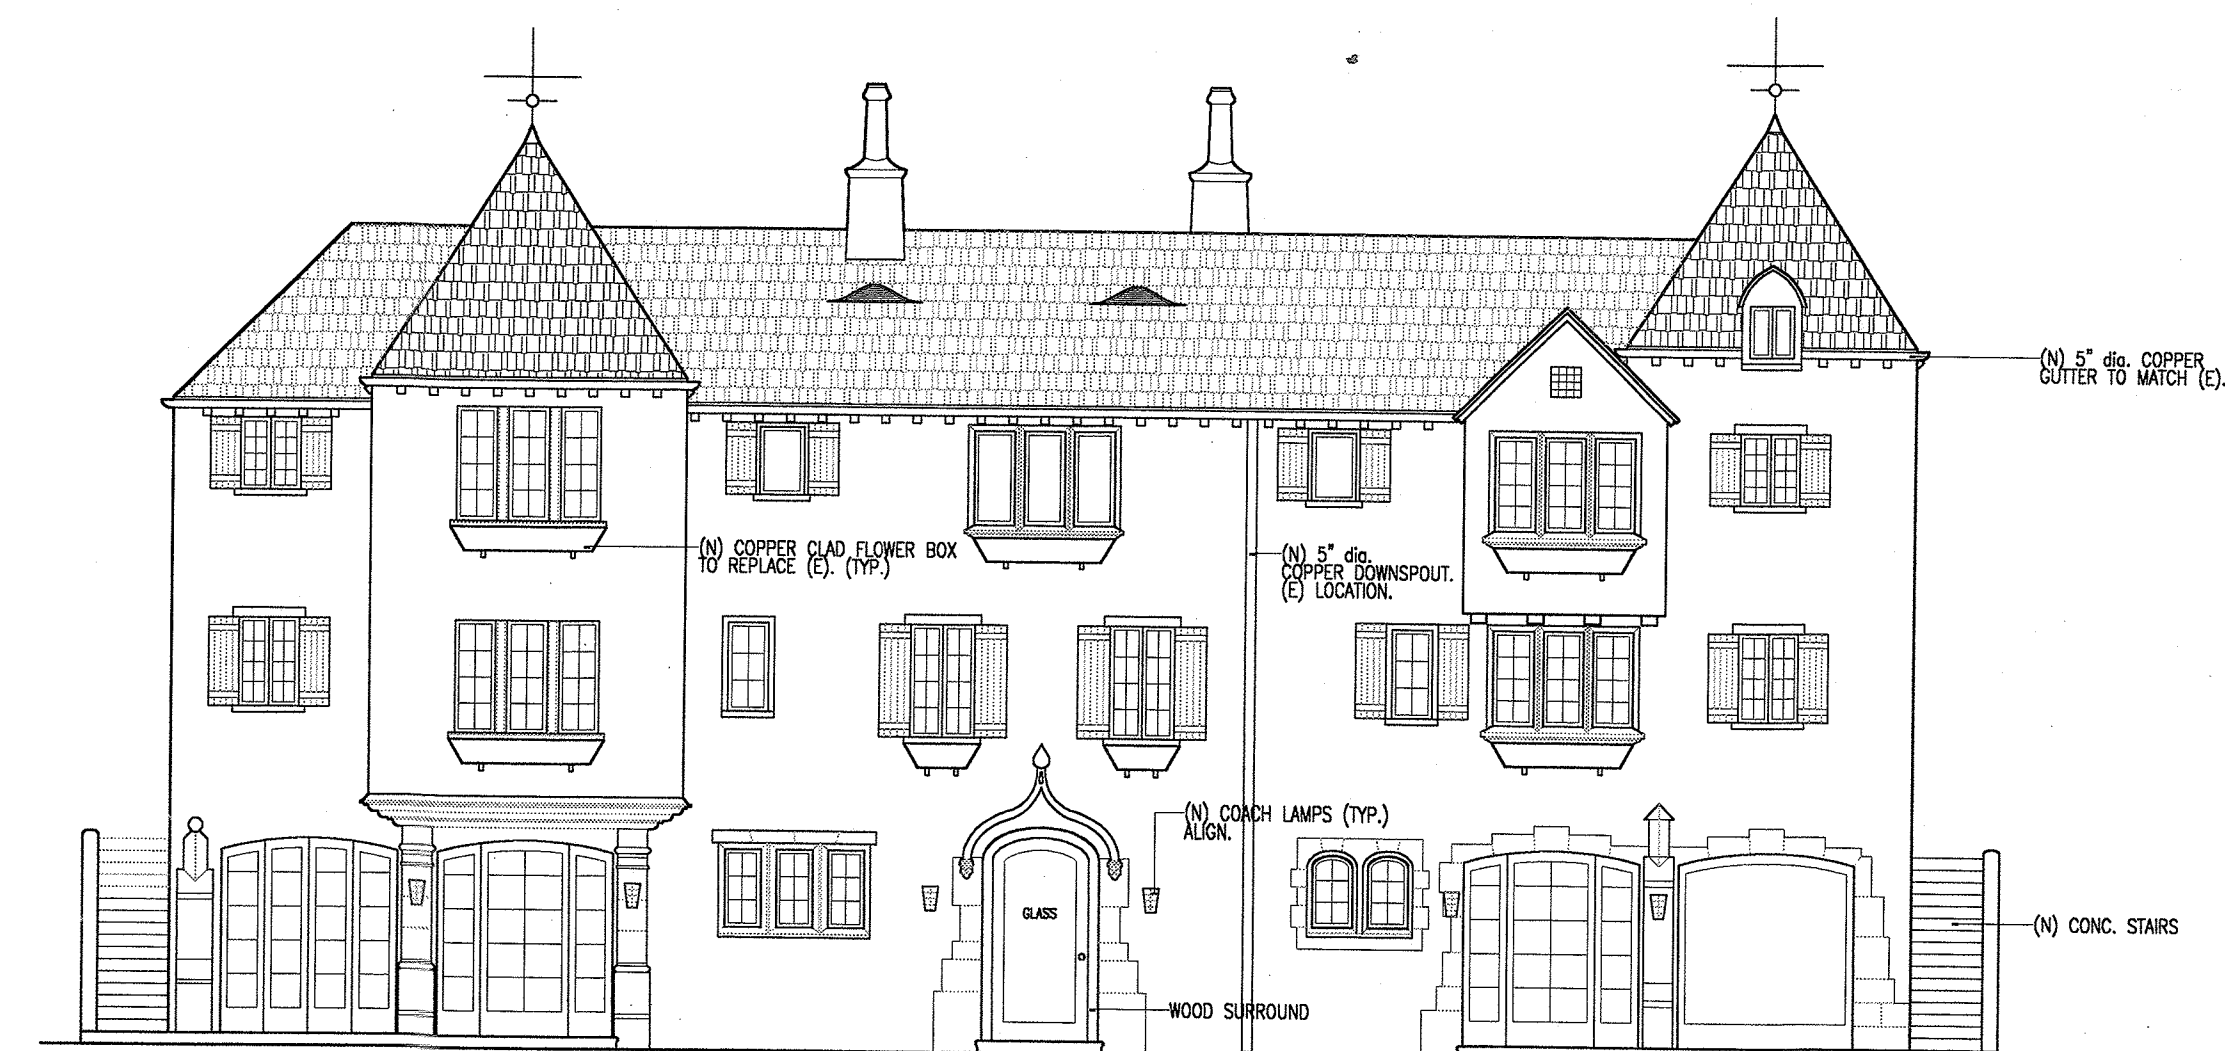 (N) 5" dia. COPPER
GUTTER TO MATCH (E).
(N) COPPER CLAD FLOWER BOX
TO REPLACE (E). (TYP.)
(N) 5" dia.
COPPER DOWNSPOUT.
(E) LOCATION.
(N) COACH LAMPS (TYP.)
ALIGN.
GLASS
(N) CONC. STAIRS
WOOD SURROUND